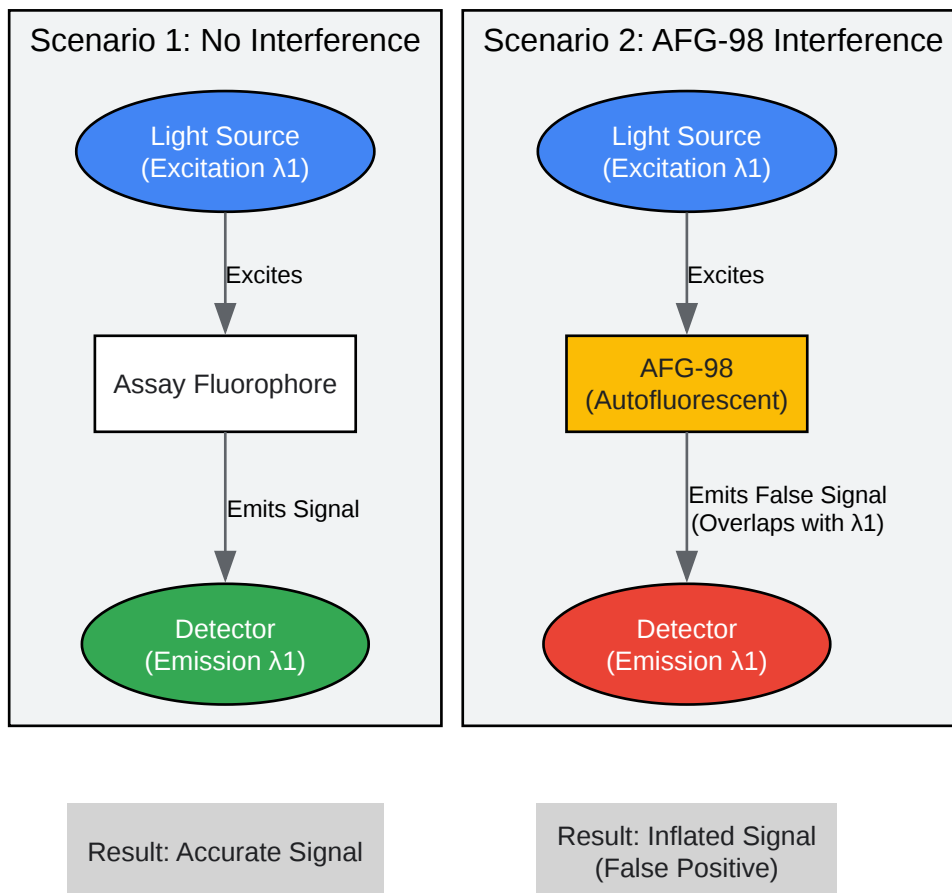 Scenario 1: No Interference
Light Source
(Excitation λ1)
Excites
Assay Fluorophore
Emits Signal
Detector
(Emission λ1)
Result: Accurate Signal
Scenario 2: AFG-98 Interference
Light Source
(Excitation λ1)
Excites
AFG-98
(Autofluorescent)
Emits False Signal
(Overlaps with λ1)
Detector
(Emission λ1)
Result: Inflated Signal
(False Positive)